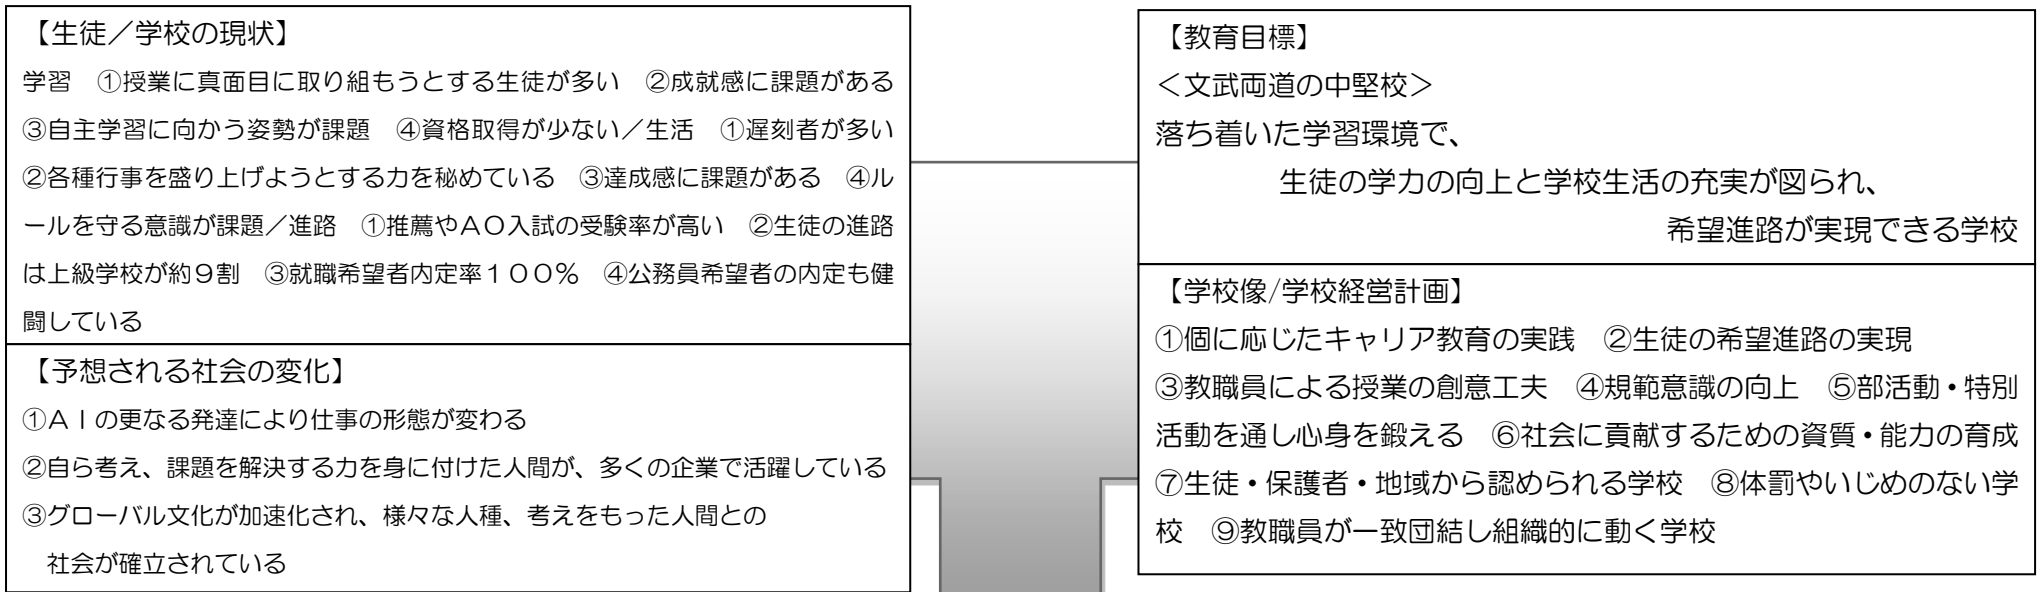 【生徒／学校の現状】
学習　①授業に真面目に取り組もうとする生徒が多い　②成就感に課題がある
③自主学習に向かう姿勢が課題　④資格取得が少ない／生活　①遅刻者が多い
②各種行事を盛り上げようとする力を秘めている　③達成感に課題がある　④ル
ールを守る意識が課題／進路　①推薦やＡＯ入試の受験率が高い　②生徒の進路
は上級学校が約９割　③就職希望者内定率１００％　④公務員希望者の内定も健
闘している
【予想される社会の変化】
①ＡＩの更なる発達により仕事の形態が変わる
②自ら考え、課題を解決する力を身に付けた人間が、多くの企業で活躍している
③グローバル文化が加速化され、様々な人種、考えをもった人間との
社会が確立されている
【教育目標】
＜文武両道の中堅校＞
落ち着いた学習環境で、
生徒の学力の向上と学校生活の充実が図られ、
希望進路が実現できる学校
【学校像/学校経営計画】
①個に応じたキャリア教育の実践　②生徒の希望進路の実現
③教職員による授業の創意工夫　④規範意識の向上　⑤部活動・特別
活動を通し心身を鍛える　⑥社会に貢献するための資質・能力の育成
⑦生徒・保護者・地域から認められる学校　⑧体罰やいじめのない学
校　⑨教職員が一致団結し組織的に動く学校